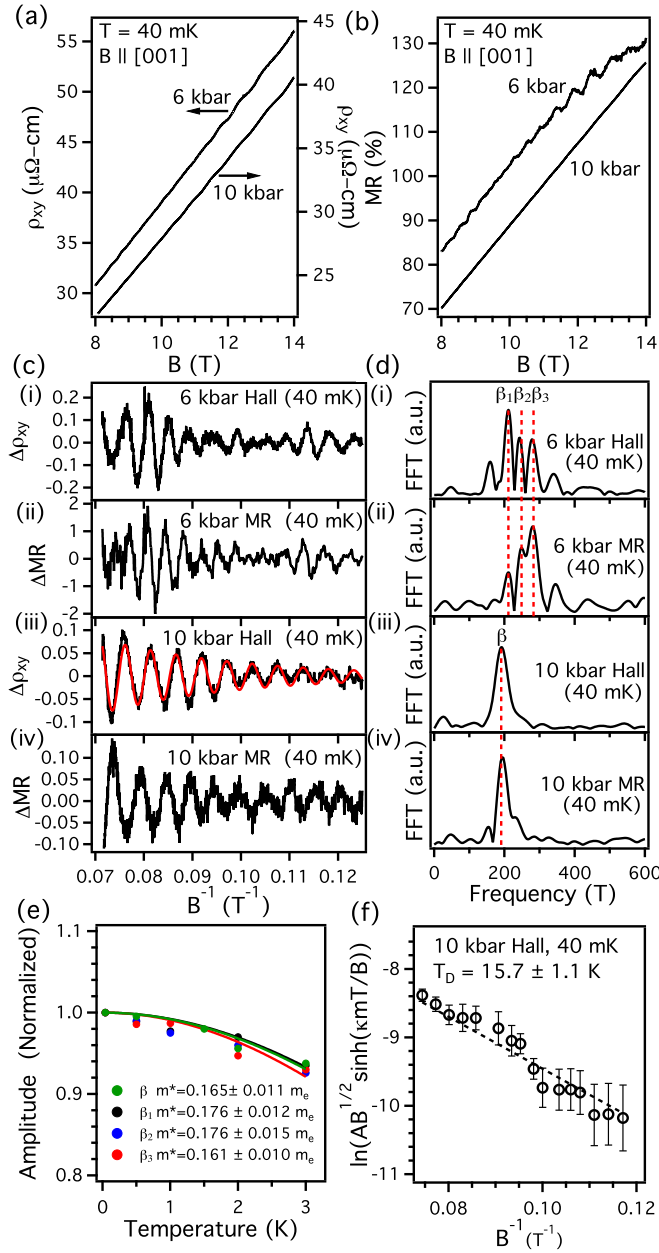 (a)
T = 40 mK
B || [001]
6 kbar
10 kbar
ρxy (μΩ–cm)
55
50
45
40
35
30
ρxy (μΩ–cm)
45
40
35
30
25
8 10 12 14
B (T)
(b)
T = 40 mK
B || [001]
6 kbar
10 kbar
MR (%)
130
120
110
100
90
80
70
8 10 12 14
B (T)
(c)
(i)
6 kbar Hall (40 mK)
Δρxy
0.2
0.1
0.0
-0.1
-0.2
(ii)
6 kbar MR (40 mK)
ΔMR
2
1
0
-1
-2
(iii)
10 kbar Hall (40 mK)
Δρxy
0.1
0.05
0.00
-0.05
-0.1
(iv)
10 kbar MR (40 mK)
ΔMR
0.10
0.05
0.00
-0.05
-0.10
0.07 0.08 0.09 0.10 0.11 0.12
B-1 (T-1)
(d)
β1 β2 β3
(i)
FFT (a.u.)
6 kbar Hall
(40 mK)
(ii)
FFT (a.u.)
6 kbar MR
(40 mK)
(iii)
β
FFT (a.u.)
10 kbar Hall
(40 mK)
(iv)
FFT (a.u.)
10 kbar MR
(40 mK)
0 200 400 600
Frequency (T)
(e)
Amplitude (Normalized)
1.1
1.0
0.9
0.8
β m*=0.165± 0.011 me
β1 m*=0.176 ± 0.012 me
β2 m*=0.176 ± 0.015 me
β3 m*=0.161 ± 0.010 me
0 1 2 3
Temperature (K)
(f)
10 kbar Hall, 40 mK
TD = 15.7 ± 1.1 K
ln(AB1/2 sinh(κmT/B))
-8
-9
-10
-11
0.08 0.10 0.12
B-1 (T-1)